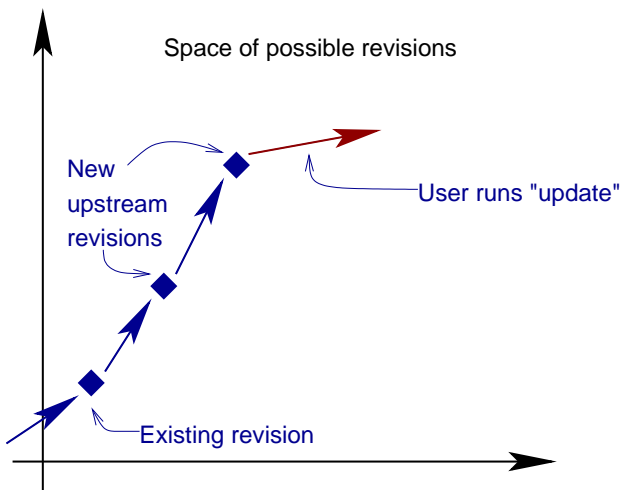 Space of possible revisions
New
upstream
revisions
User runs "update"
Existing revision